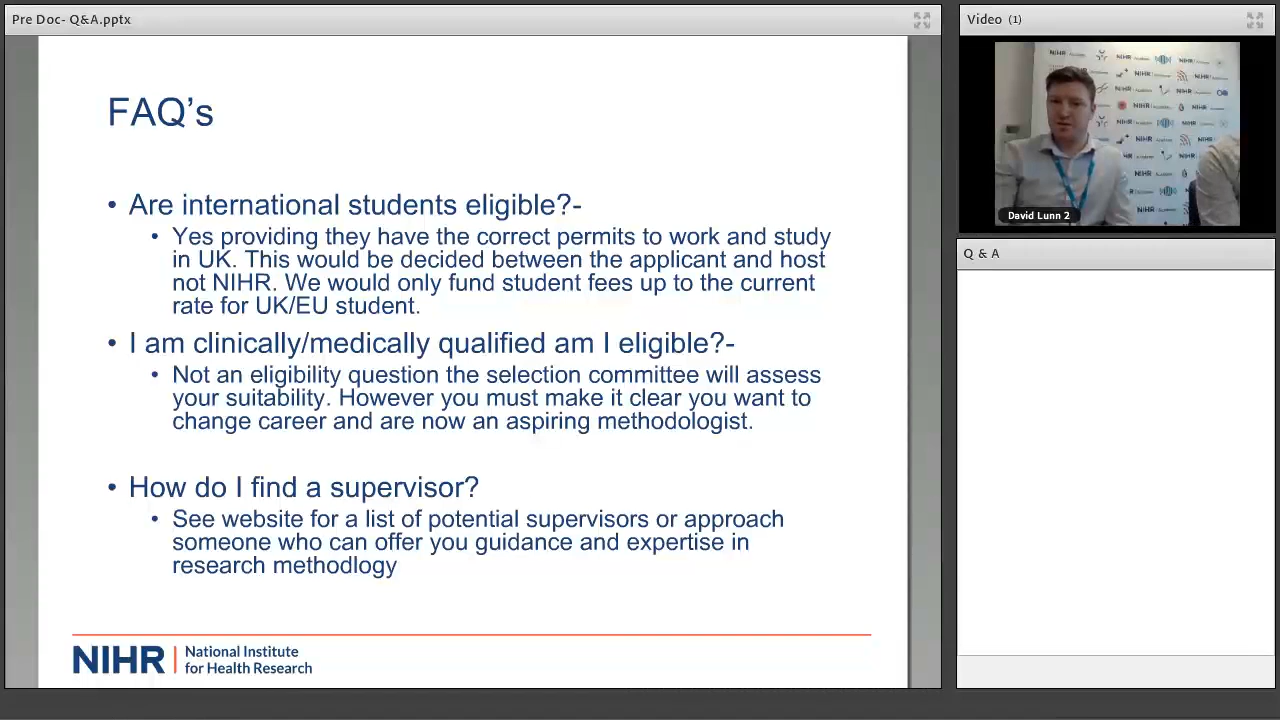 Pre Doc- Q&A.pptx
FAQ's
• Are international students eligible?-
• Yes providing they have the correct permits to work and study
in UK. This would be decided between the applicant and host
not NIHR. We would only fund student fees up to the current
rate for UK/EU student.
• I am clinically/medically qualified am I eligible?-
• Not an eligibility question the selection committee will assess
your suitability. However you must make it clear you want to
change career and are now an aspiring methodologist.
• How do I find a supervisor?
• See website for a list of potential supervisors or approach
someone who can offer you guidance and expertise in
research methodlogy
NIHR | National Institute
for Health Research
Video (1)
David Lunn 2
Q & A